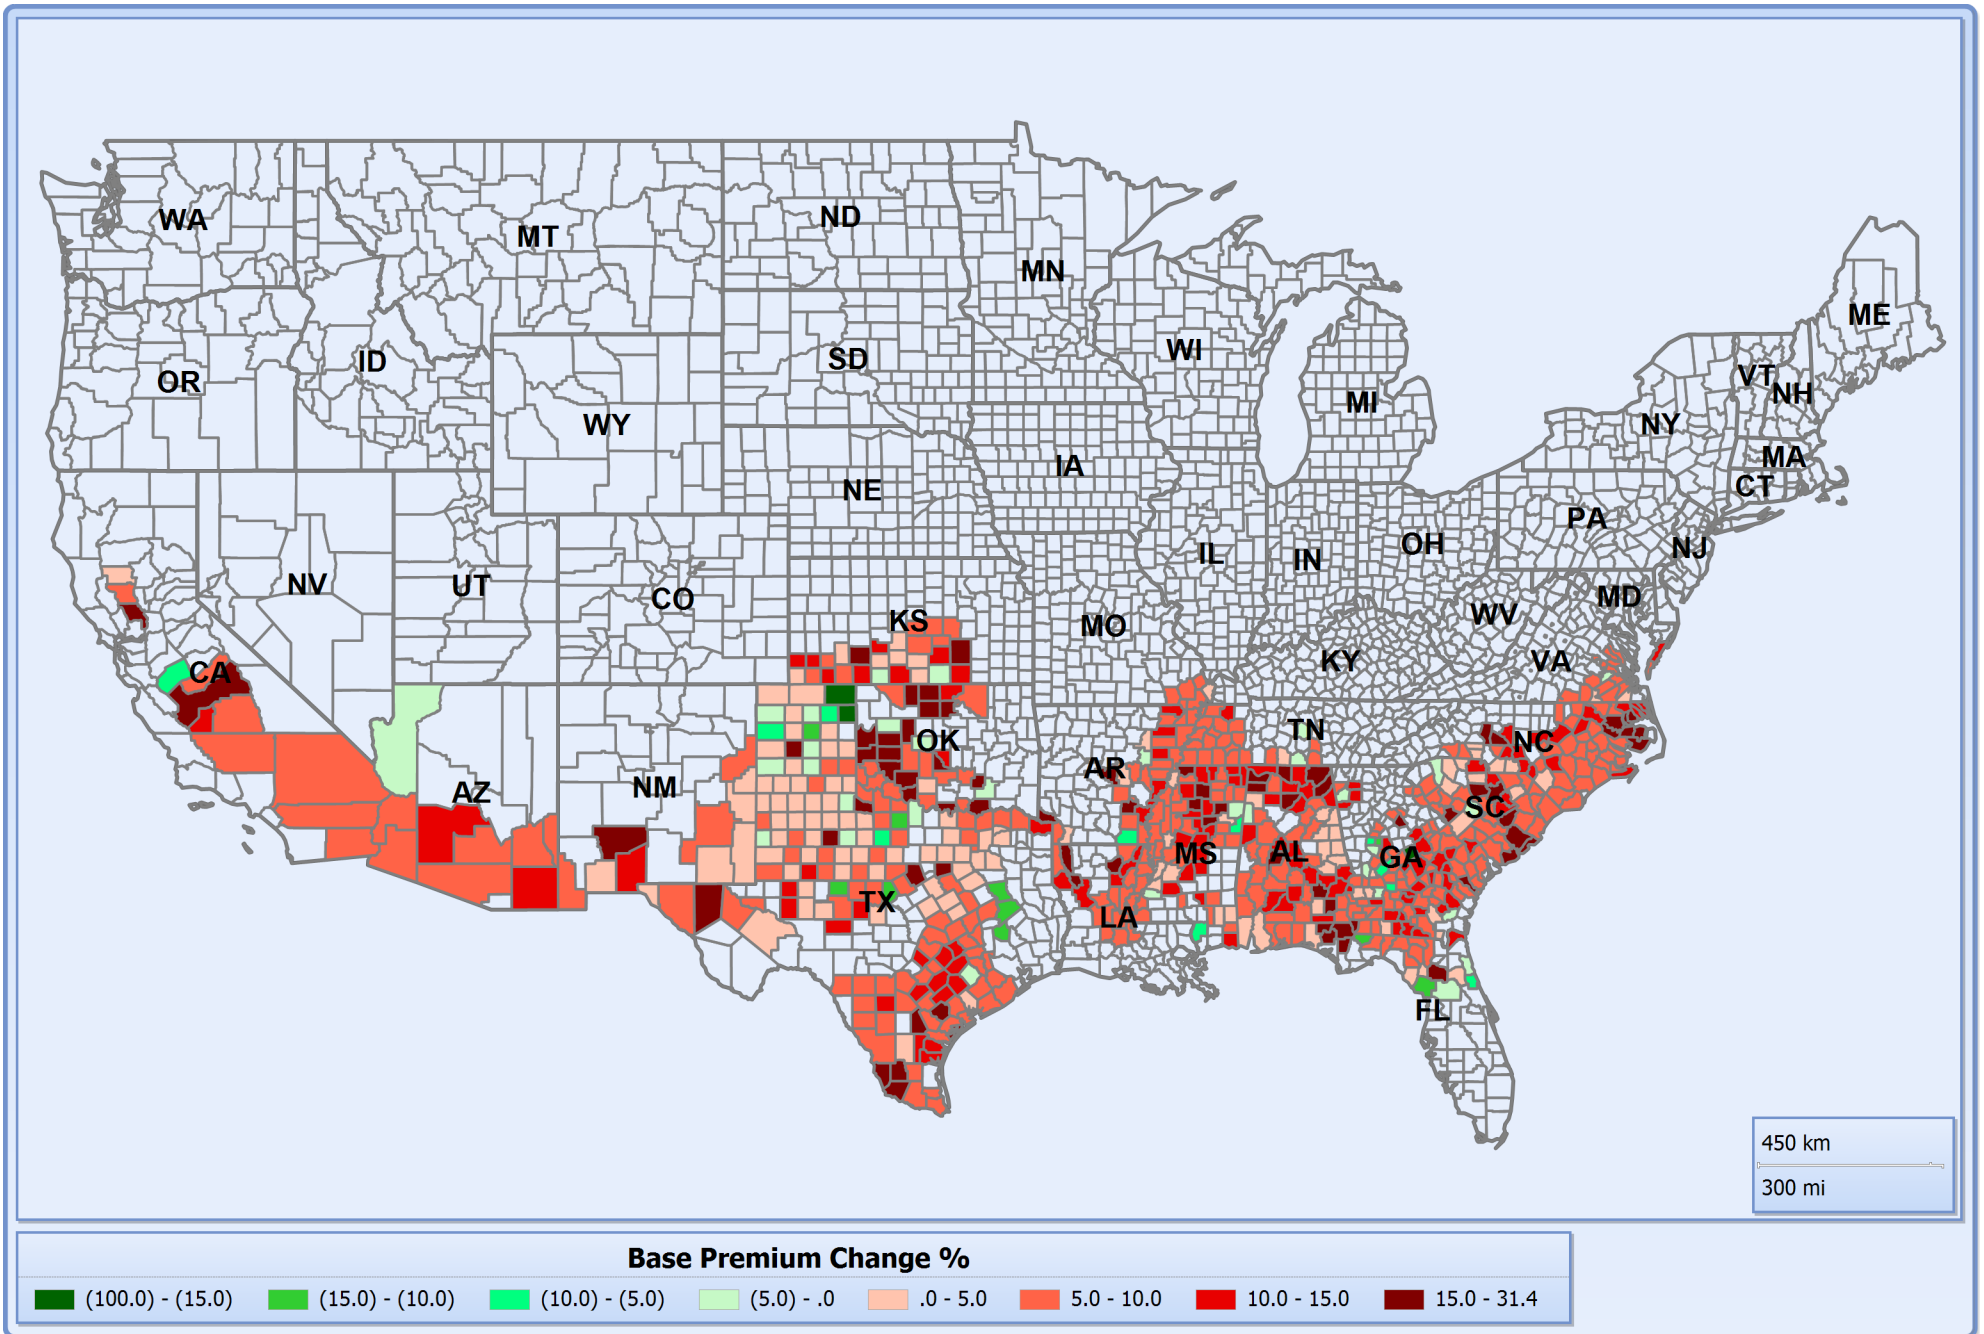 WA
MT
ND
MN
ME
WI
ID
SD
OR
VT
NH
MI
WY
NY
IA
MA
NE
CT
PA
NJ
OH
IL
IN
NV
UT
CO
MD
WV
KS
MO
KY
VA
CA
TN
OK
NC
AR
NM
AZ
SC
MS
AL
GA
TX
LA
FL
450 km
300 mi
Base Premium Change %
(100.0) - (15.0) (15.0) - (10.0) (10.0) - (5.0) (5.0) - .0 .0 - 5.0 5.0 - 10.0 10.0 - 15.0 15.0 - 31.4